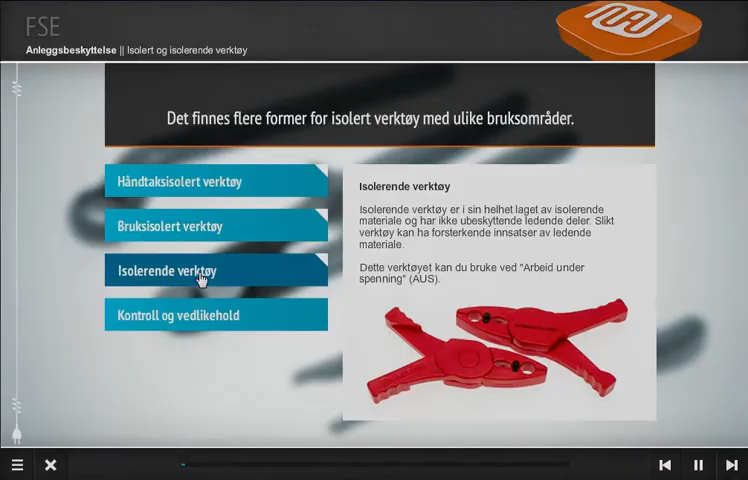 FSE
Anleggsbeskyttelse || Isolert og isolerende verktøy
Det finnes flere former for isolert verktøy med ulike bruksområder.
Håndtaksisolert verktøy
Bruksisolert verktøy
Isolerende verktøy
Kontroll og vedlikehold
Isolerende verktøy
Isolerende verktøy er i sin helhet laget av isolerende
materiale og har ikke ubeskyttende ledende deler. Slikt
verktøy kan ha forsterkende innsatser av ledende
materiale.
Dette verktøyet kan du bruke ved "Arbeid under
spenning" (AUS).